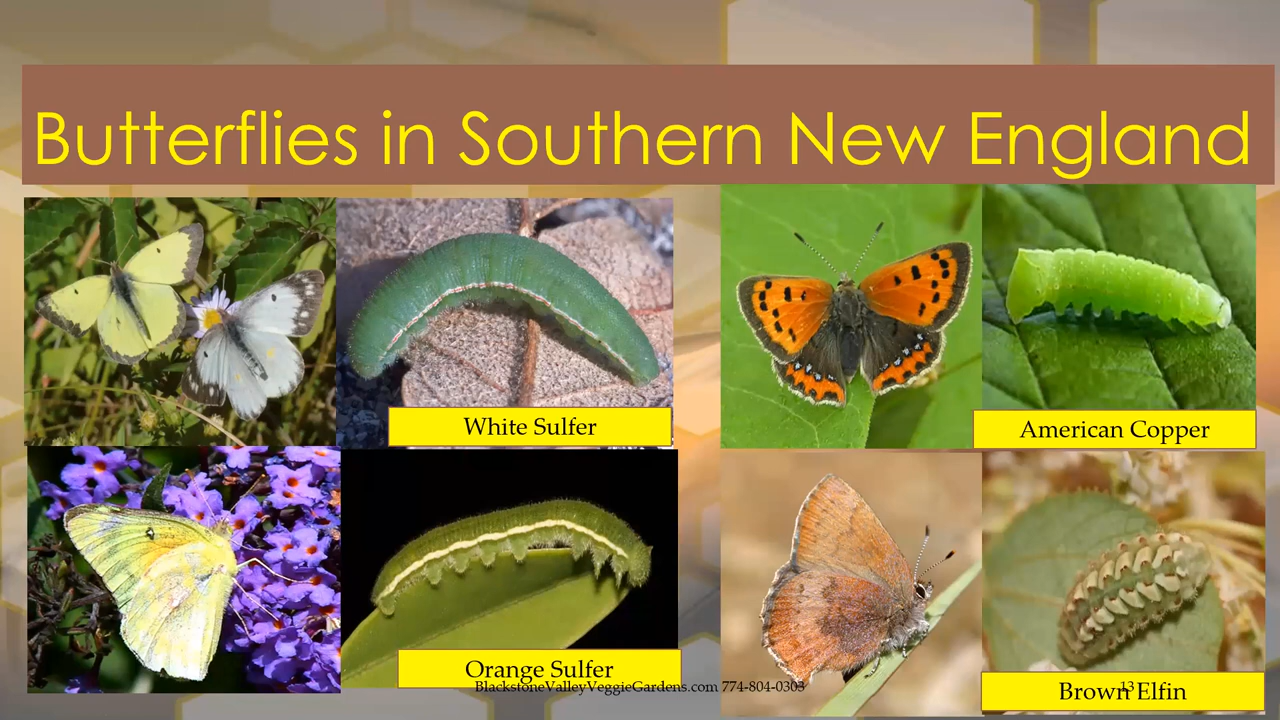 Butterflies in Southern New England
White Sulfer
American Copper
Orange Sulfer
BlackstoneValleyVeggieGardens.com 774-804-0303
Brown Elfin
13